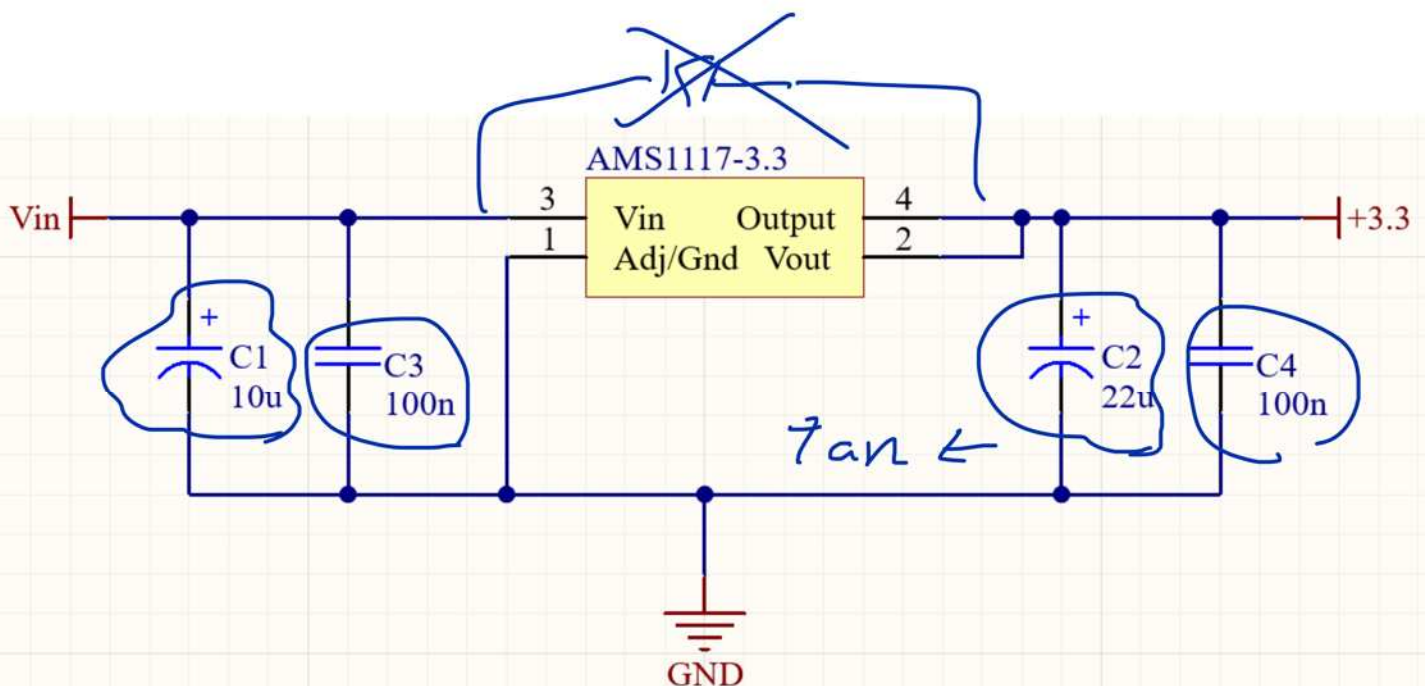 AMS1117-3.3
Vin
3
4
Vin Output
+3.3
1
2
Adj/Gnd Vout
+
C1
10u
C3
100n
+
C2
22u
C4
100n
Tan ←
GND